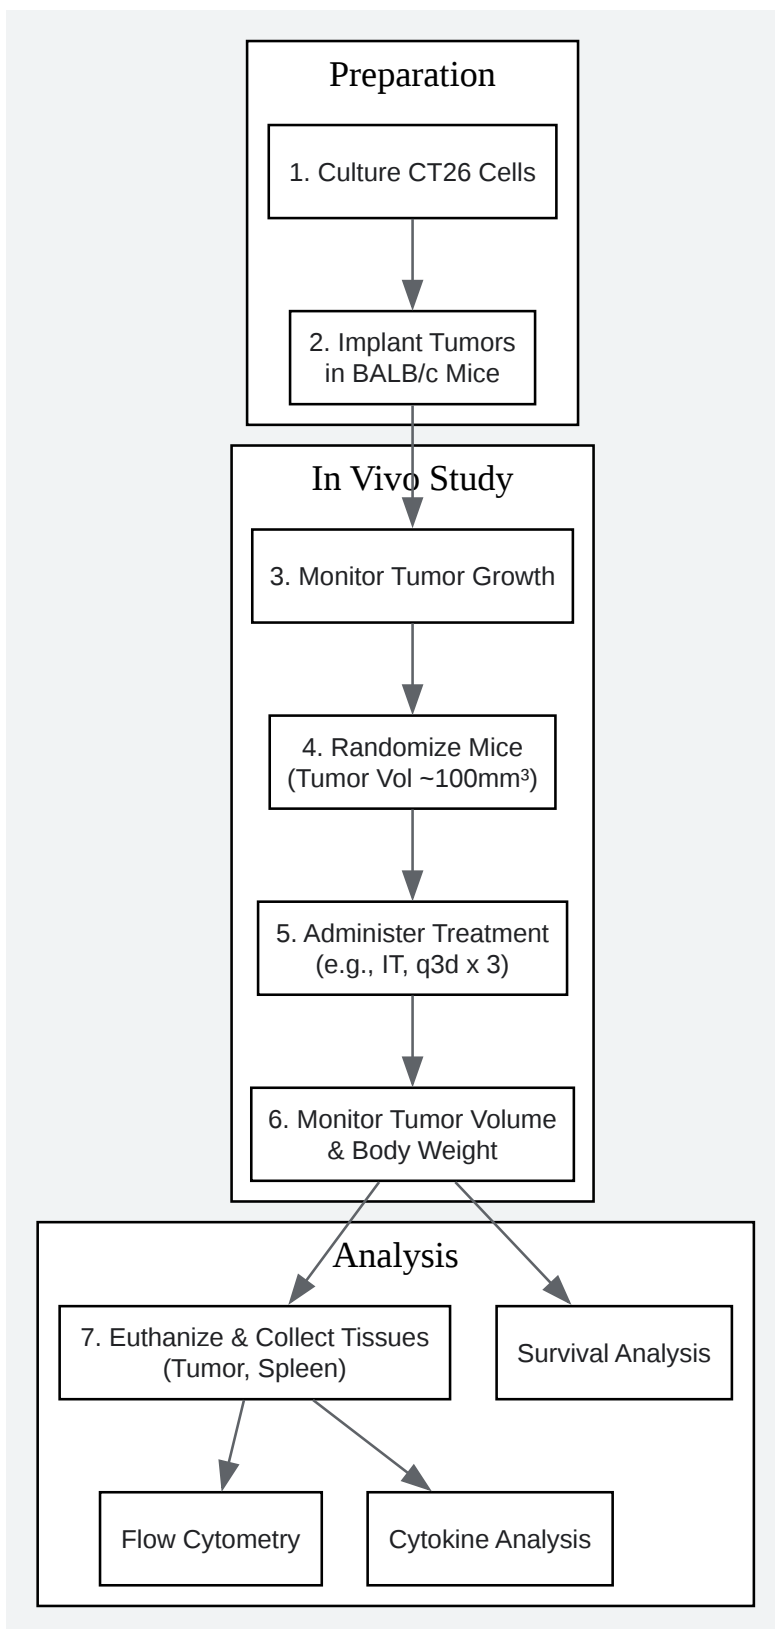 Preparation
1. Culture CT26 Cells
2. Implant Tumors
in BALB/c Mice
In Vivo Study
3. Monitor Tumor Growth
4. Randomize Mice
(Tumor Vol ~100mm³)
5. Administer Treatment
(e.g., IT, q3d x 3)
6. Monitor Tumor Volume
& Body Weight
Analysis
7. Euthanize & Collect Tissues
(Tumor, Spleen)
Survival Analysis
Flow Cytometry
Cytokine Analysis